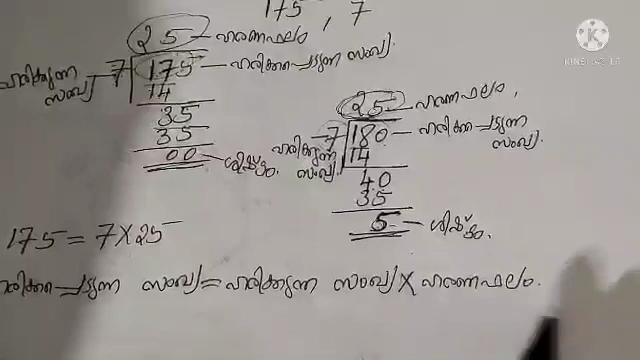 175, 7
25 - ഹരണഫലം
ഹരിക്കുന്ന സംഖ്യ - 7 175 - ഹരിക്കപ്പെടുന്ന സംഖ്യ.
14
35
35
00 - ശിഷ്ടം.
25 - ഹരണഫലം,
ഹരിക്കുന്ന സംഖ്യ. 7 180 - ഹരിക്കപ്പെടുന്ന സംഖ്യ.
14
40
35
5 - ശിഷ്ടം.
175 = 7 X 25
ഹരിക്കപ്പെടുന്ന സംഖ്യ = ഹരിക്കുന്ന സംഖ്യ X ഹരണഫലം.
KINEMASTER